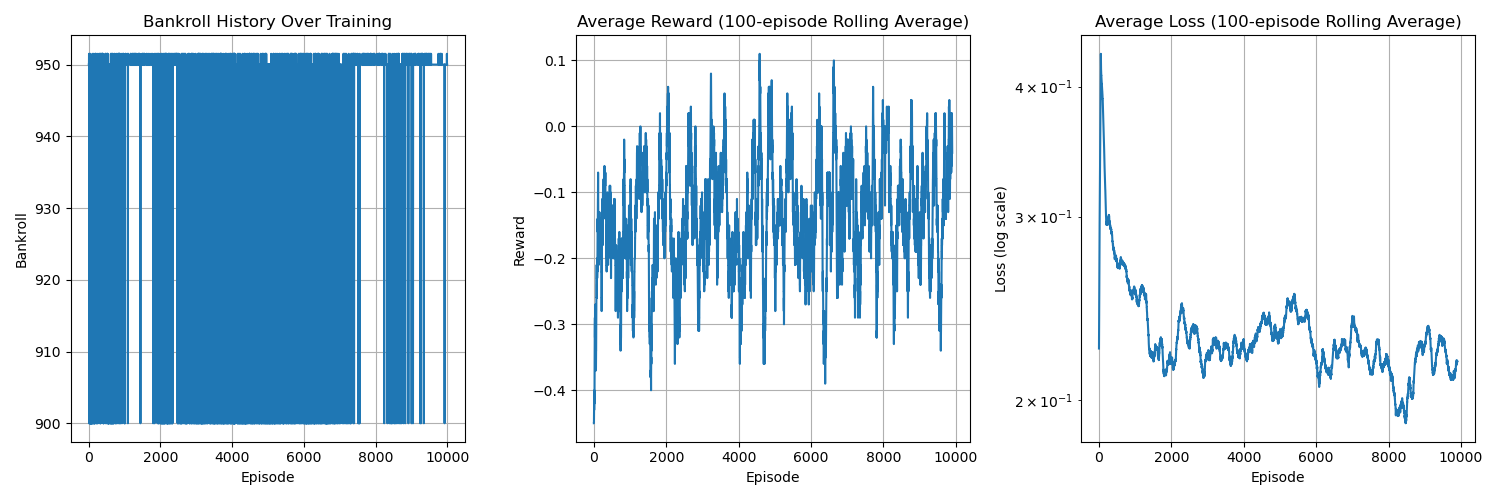 Bankroll History Over Training
Bankroll
950
940
930
920
910
900
0 2000 4000 6000 8000 10000
Episode
Average Reward (100-episode Rolling Average)
Reward
0.1
0.0
−0.1
−0.2
−0.3
−0.4
0 2000 4000 6000 8000 10000
Episode
Average Loss (100-episode Rolling Average)
Loss (log scale)
4 × 10⁻¹
3 × 10⁻¹
2 × 10⁻¹
0 2000 4000 6000 8000 10000
Episode